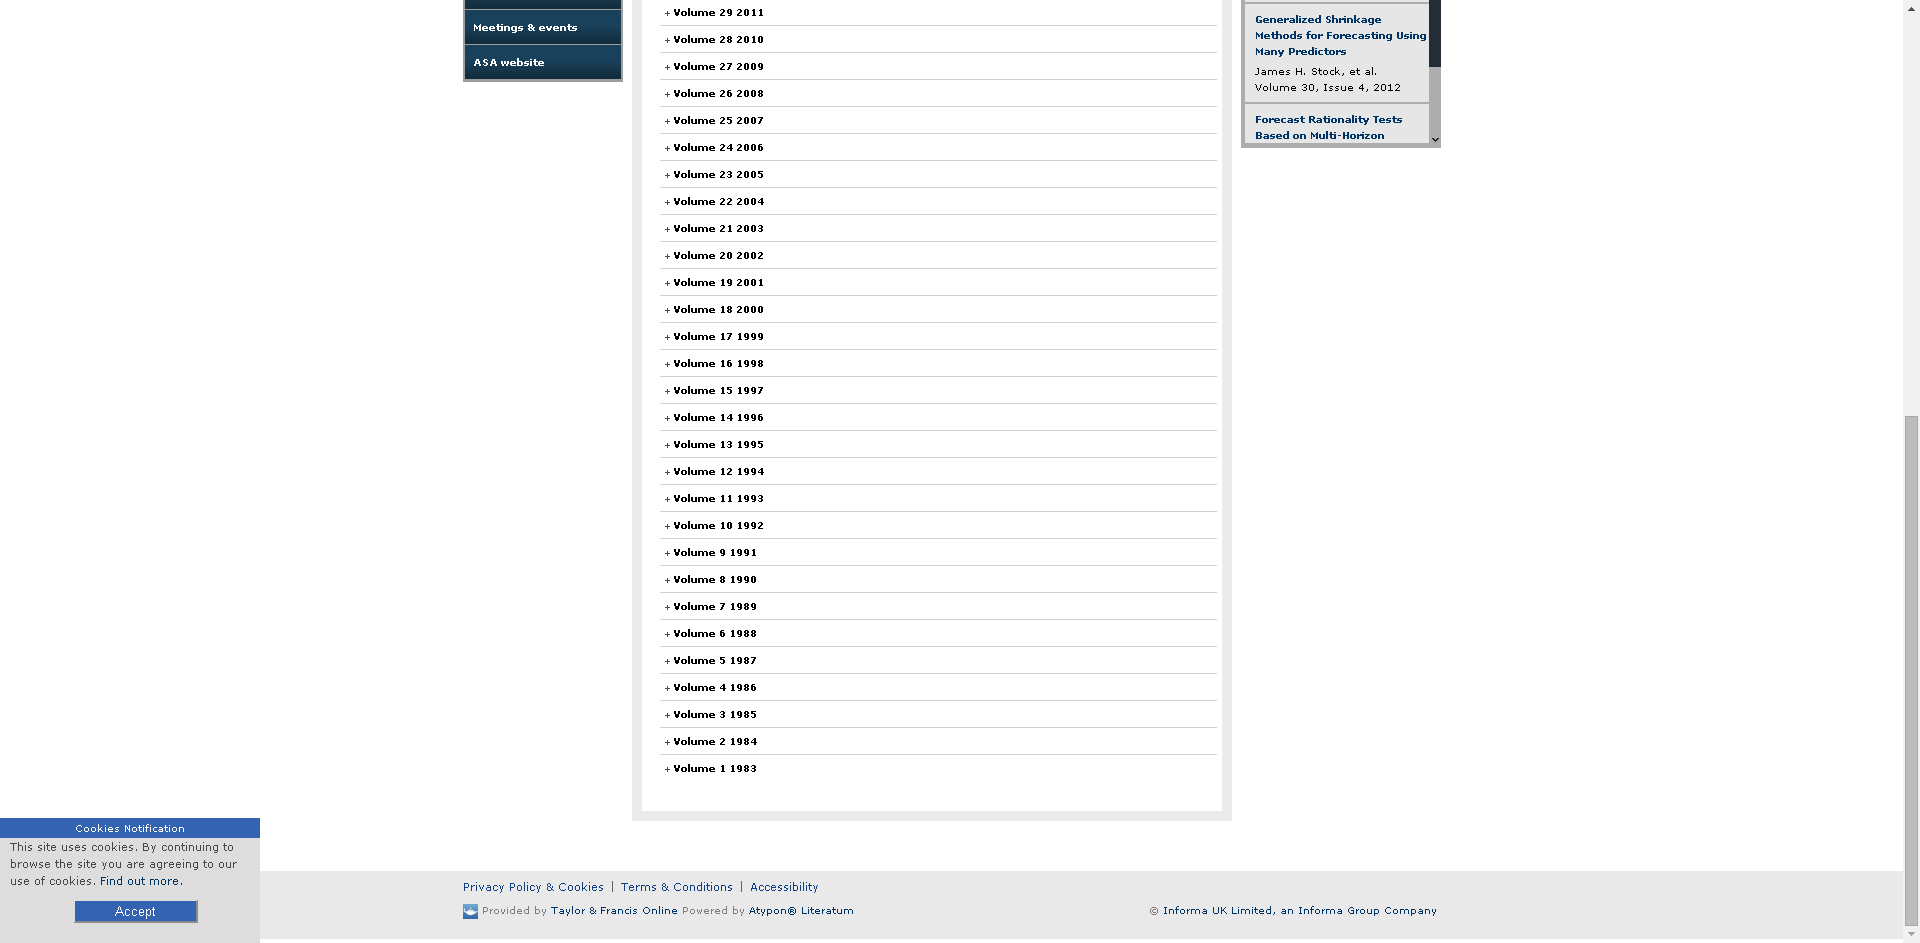 Meetings & events
ASA website
+ Volume 29 2011
+ Volume 28 2010
+ Volume 27 2009
+ Volume 26 2008
+ Volume 25 2007
+ Volume 24 2006
+ Volume 23 2005
+ Volume 22 2004
+ Volume 21 2003
+ Volume 20 2002
+ Volume 19 2001
+ Volume 18 2000
+ Volume 17 1999
+ Volume 16 1998
+ Volume 15 1997
+ Volume 14 1996
+ Volume 13 1995
+ Volume 12 1994
+ Volume 11 1993
+ Volume 10 1992
+ Volume 9 1991
+ Volume 8 1990
+ Volume 7 1989
+ Volume 6 1988
+ Volume 5 1987
+ Volume 4 1986
+ Volume 3 1985
+ Volume 2 1984
+ Volume 1 1983
Generalized Shrinkage
Methods for Forecasting Using
Many Predictors
James H. Stock, et al.
Volume 30, Issue 4, 2012
Forecast Rationality Tests
Based on Multi-Horizon
Cookies Notification
This site uses cookies. By continuing to
browse the site you are agreeing to our
use of cookies. Find out more.
Accept
Privacy Policy & Cookies | Terms & Conditions | Accessibility
Provided by Taylor & Francis Online Powered by Atypon® Literatum
© Informa UK Limited, an Informa Group Company